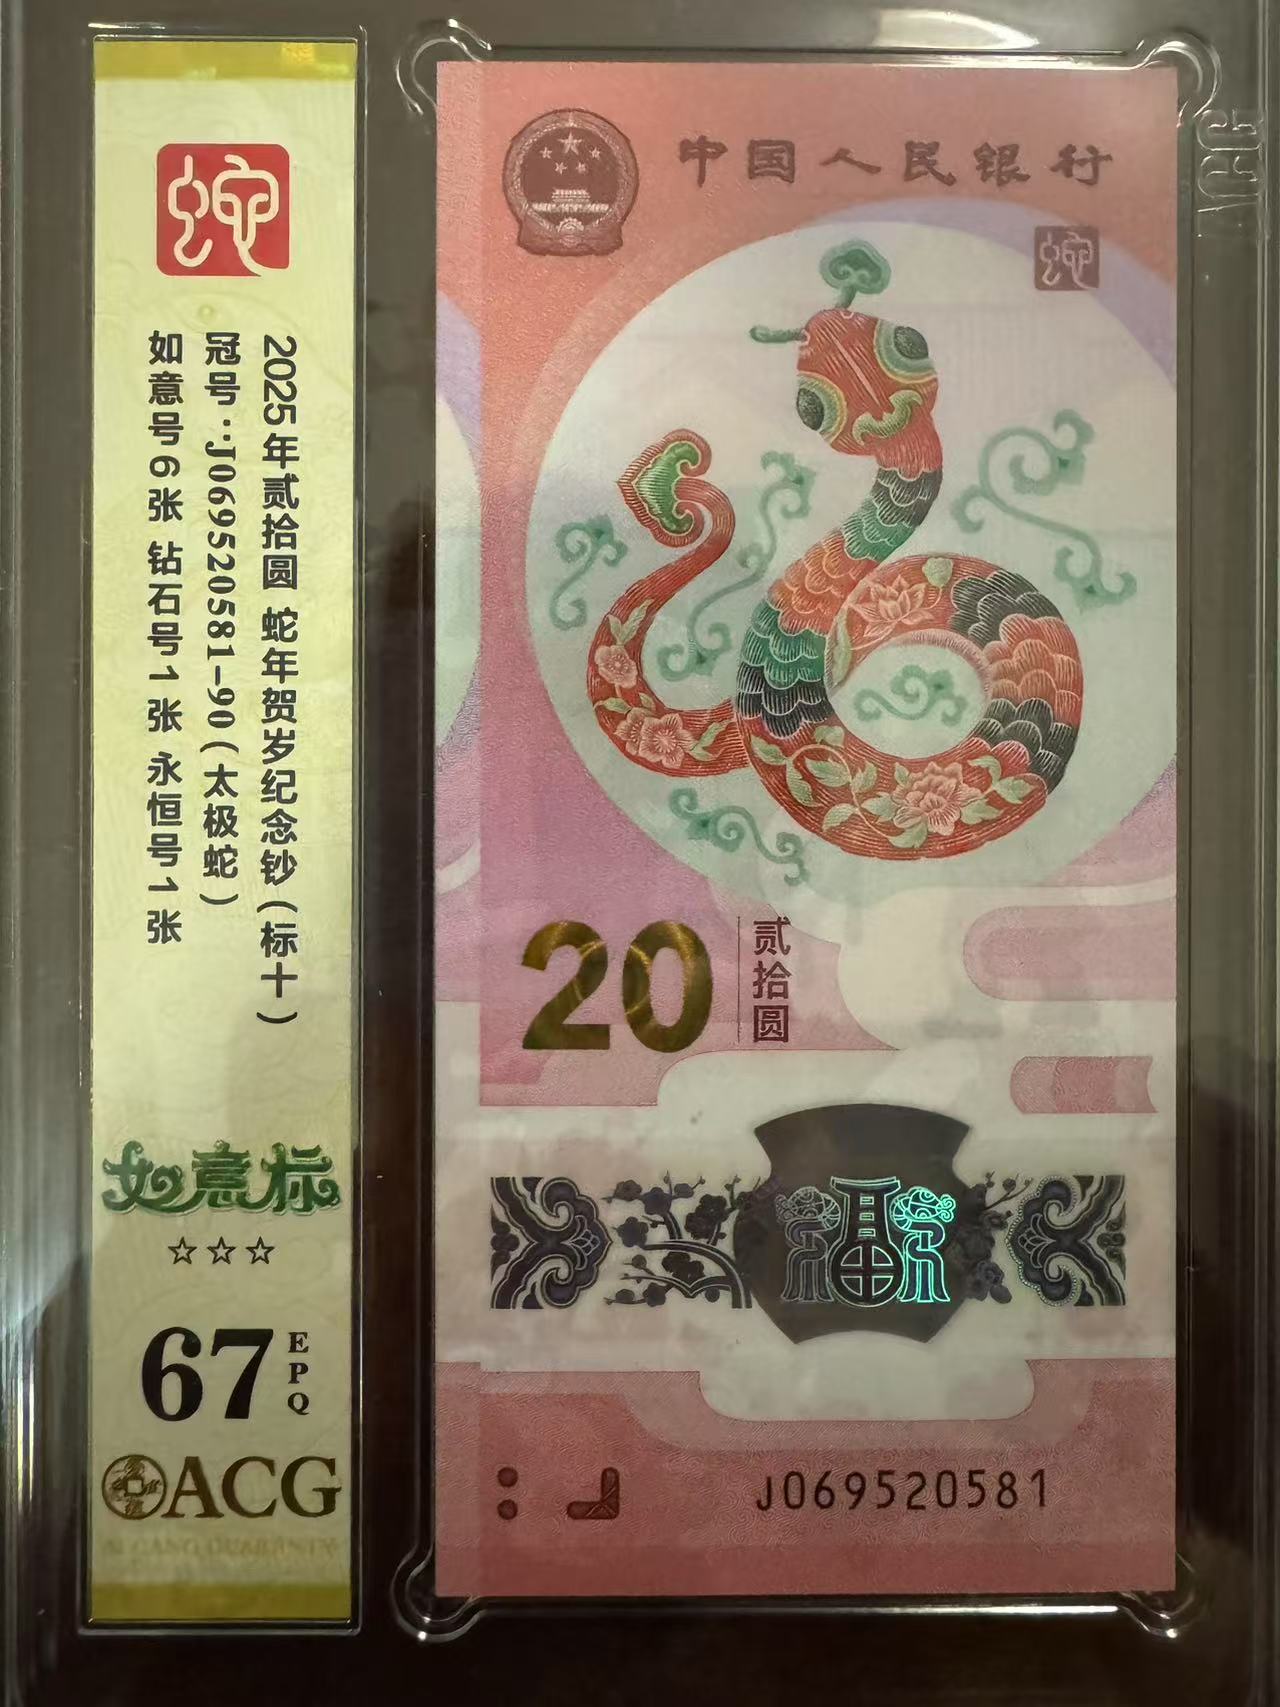 蛇
2025年贰拾圆 蛇年贺岁纪念钞(标十)
冠号:J069520581-90(太极蛇)
如意号6张 钻石号1张 永恒号1张
如意标
☆☆☆
67
EPQ
ACG
中国人民银行
蛇
20
贰拾圆
福
J069520581
ACG